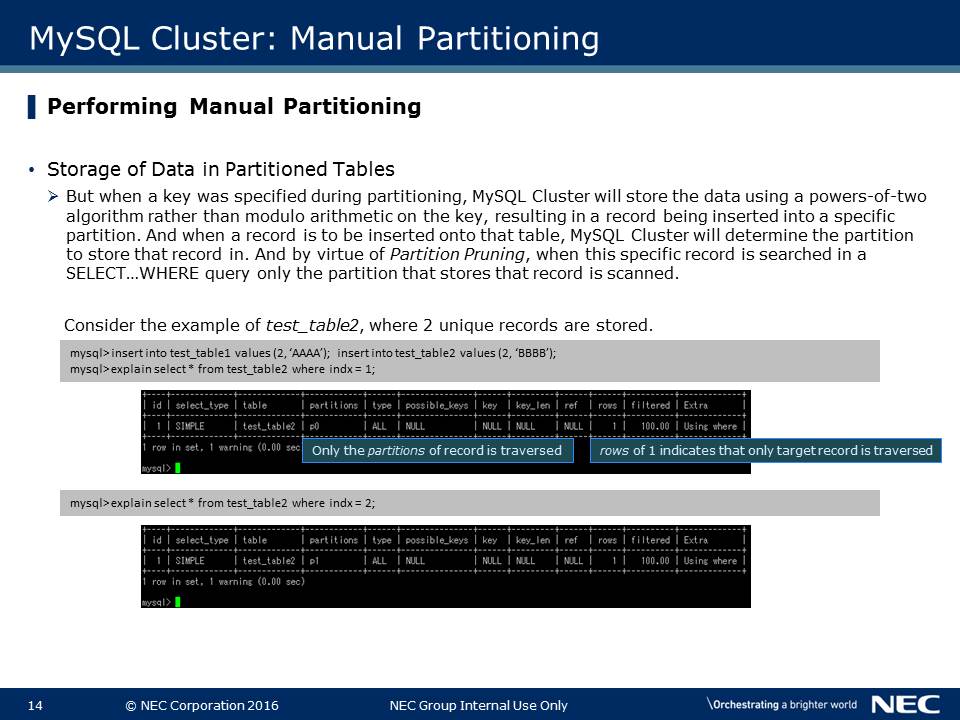 MySQL Cluster: Manual Partitioning
Performing Manual Partitioning
• Storage of Data in Partitioned Tables
➢ But when a key was specified during partitioning, MySQL Cluster will store the data using a powers-of-two
algorithm rather than modulo arithmetic on the key, resulting in a record being inserted into a specific
partition. And when a record is to be inserted onto that table, MySQL Cluster will determine the partition
to store that record in. And by virtue of Partition Pruning, when this specific record is searched in a
SELECT…WHERE query only the partition that stores that record is scanned.
Consider the example of test_table2, where 2 unique records are stored.
mysql>insert into test_table1 values (2, ‘AAAA’); insert into test_table2 values (2, ‘BBBB’);
mysql>explain select * from test_table2 where indx = 1;
| id | select_type | table | partitions | type | possible_keys | key | key_len | ref | rows | filtered | Extra |
| 1 | SIMPLE | test_table2 | p0 | ALL | NULL | NULL | NULL | NULL | 1 | 100.00 | Using where |
1 row in set, 1 warning (0.00 sec
Only the partitions of record is traversed
rows of 1 indicates that only target record is traversed
mysql>
mysql>explain select * from test_table2 where indx = 2;
| id | select_type | table | partitions | type | possible_keys | key | key_len | ref | rows | filtered | Extra |
| 1 | SIMPLE | test_table2 | p1 | ALL | NULL | NULL | NULL | NULL | 1 | 100.00 | Using where |
1 row in set, 1 warning (0.00 sec)
mysql>
14 © NEC Corporation 2016 NEC Group Internal Use Only \Orchestrating a brighter world NEC